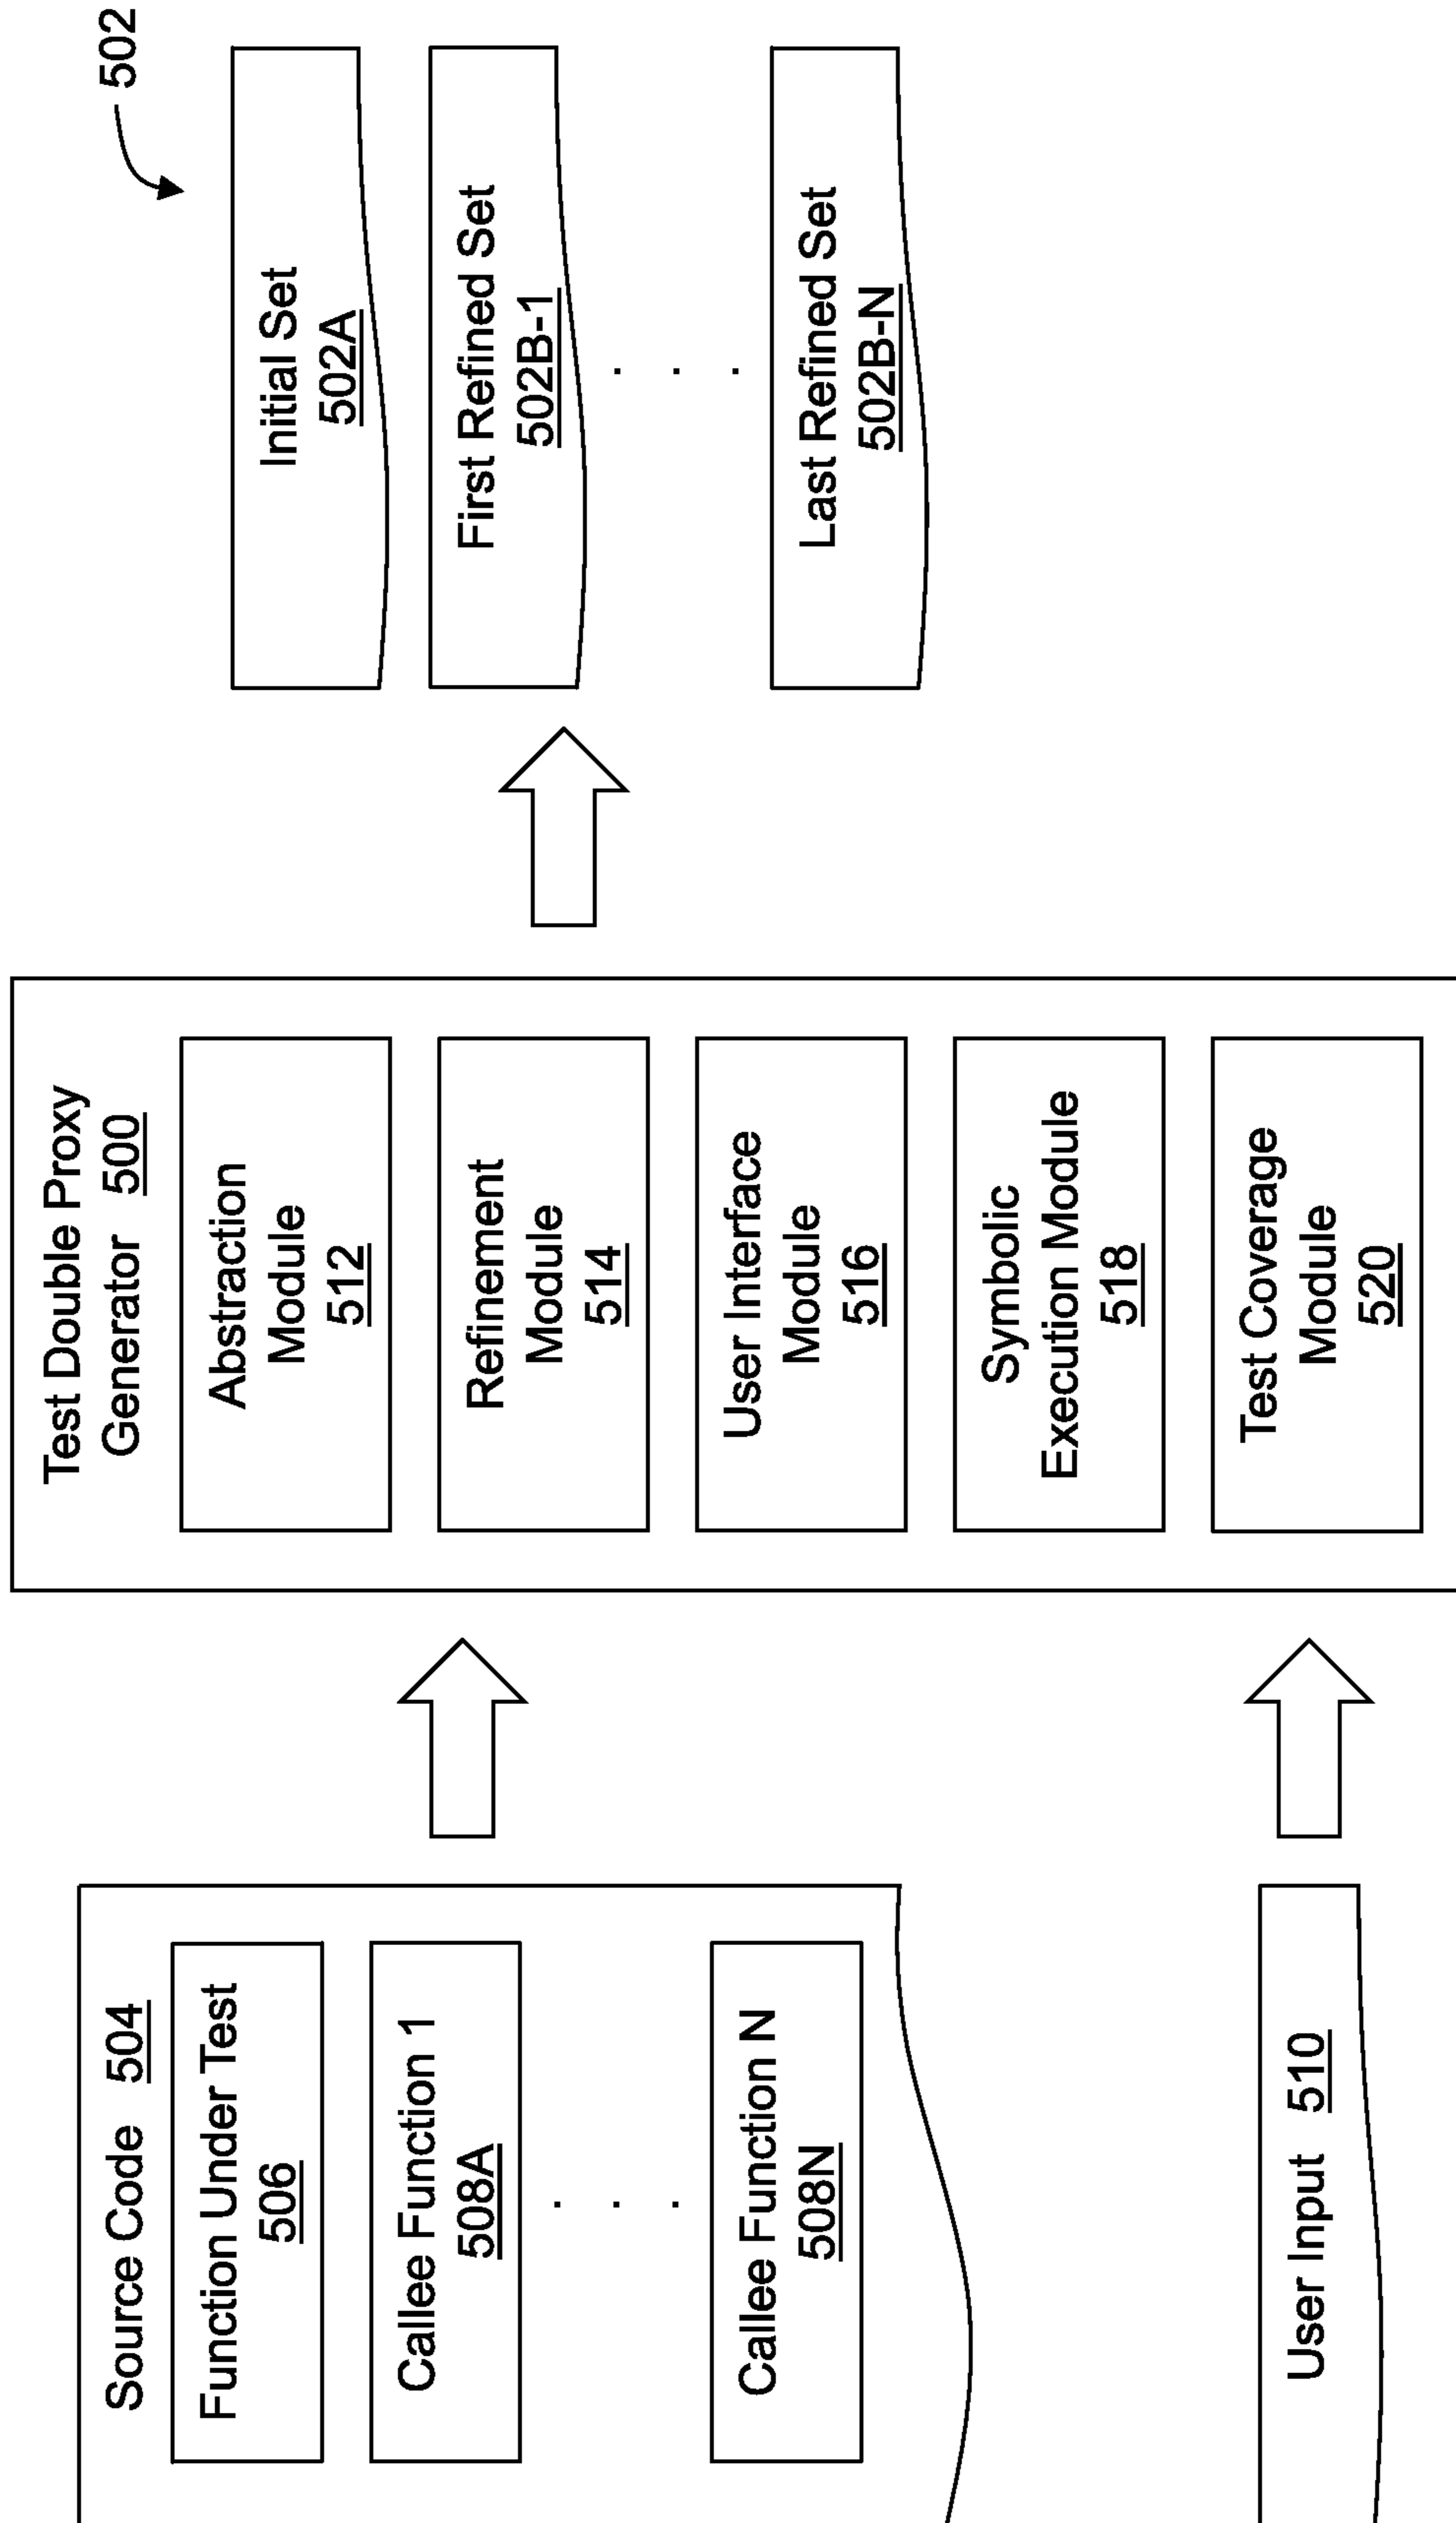 Source Code 504
Function Under Test
506
Callee Function 1
508A
. . .
Callee Function N
508N
User Input 510
Test Double Proxy
Generator 500
Abstraction
Module
512
Refinement
Module
514
User Interface
Module
516
Symbolic
Execution Module
518
Test Coverage
Module
520
502
Initial Set
502A
First Refined Set
502B-1
. . .
Last Refined Set
502B-N